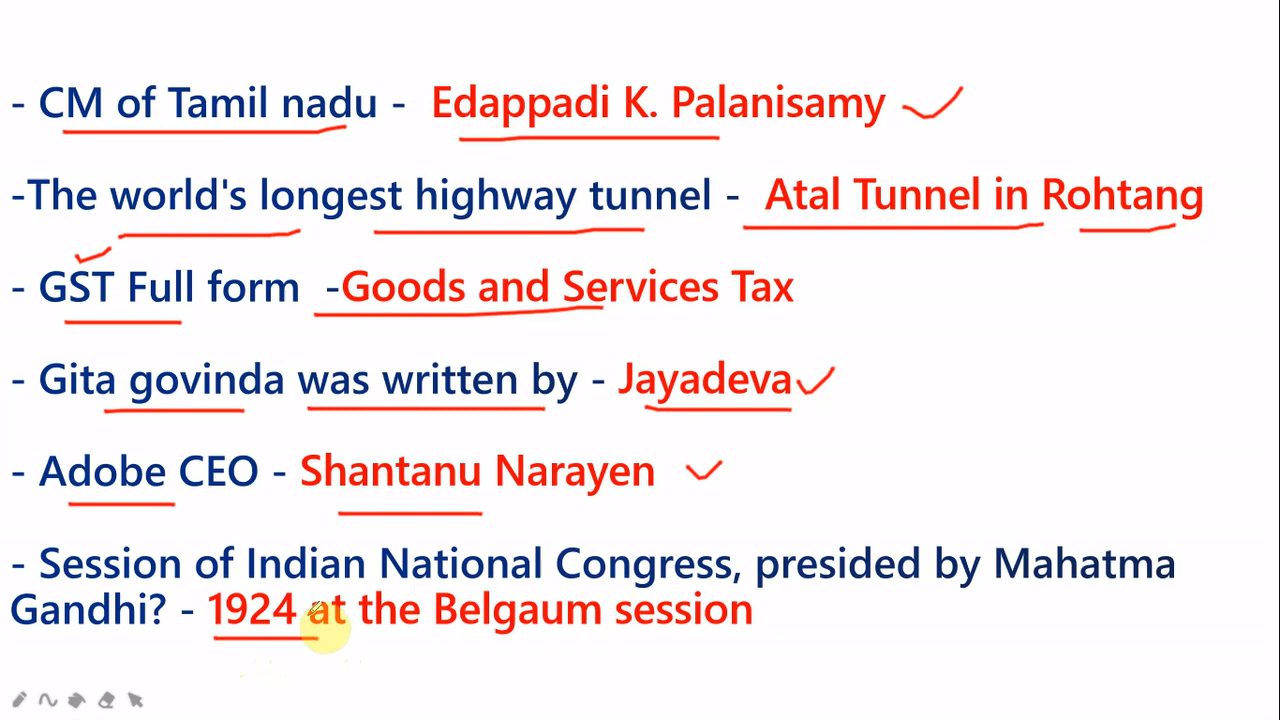 - CM of Tamil nadu - Edappadi K. Palanisamy
-The world's longest highway tunnel - Atal Tunnel in Rohtang
- GST Full form -Goods and Services Tax
- Gita govinda was written by - Jayadeva
- Adobe CEO - Shantanu Narayen
- Session of Indian National Congress, presided by Mahatma
Gandhi? - 1924 at the Belgaum session